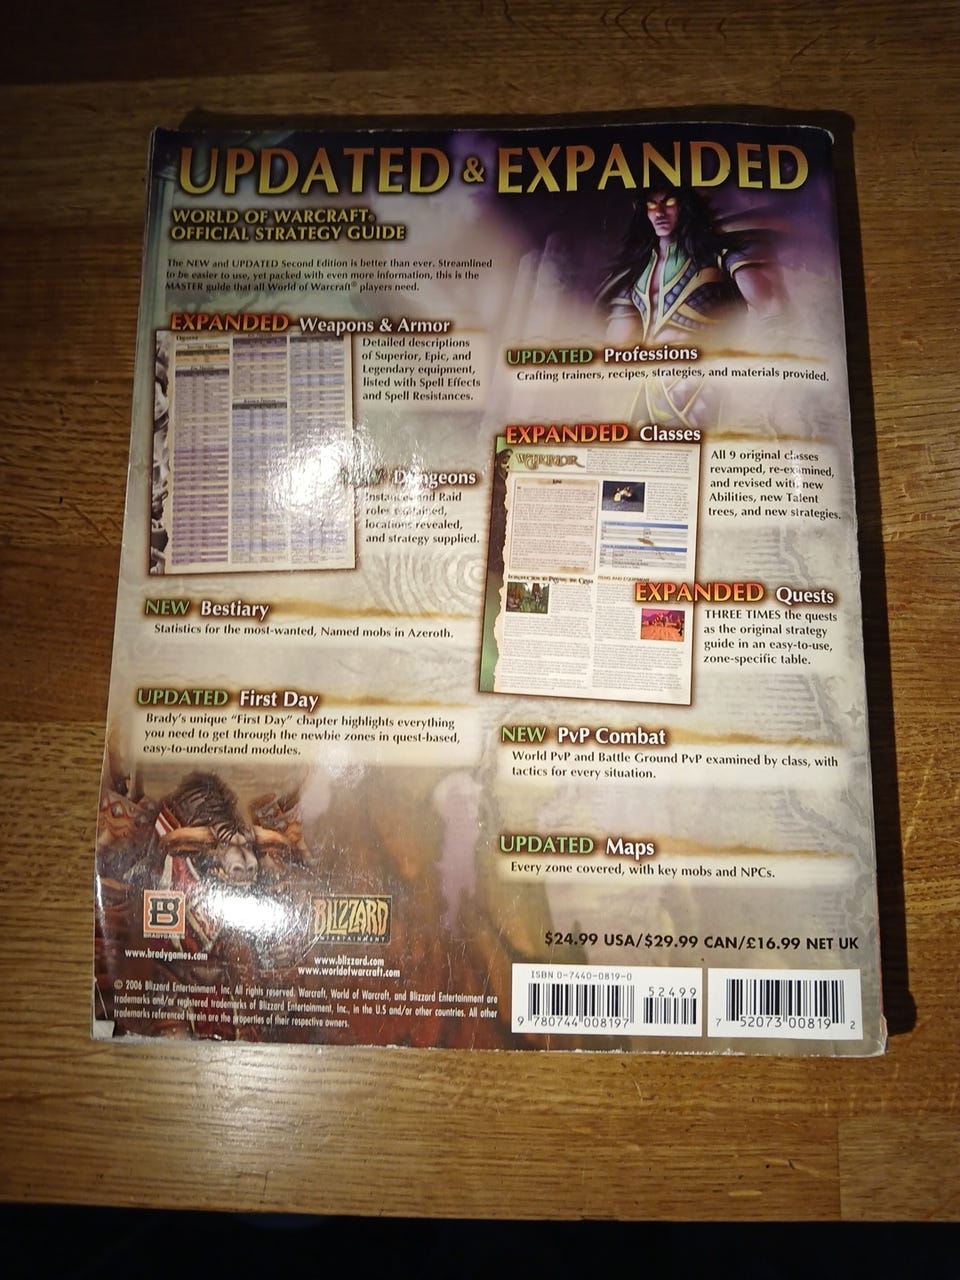 UPDATED & EXPANDED
WORLD OF WARCRAFT®
OFFICIAL STRATEGY GUIDE
The NEW and UPDATED Second Edition is better than ever. Streamlined
to be easier to use, yet packed with even more information, this is the
MASTER guide that all World of Warcraft® players need.
EXPANDED Weapons & Armor
Detailed descriptions
of Superior, Epic, and
Legendary equipment,
listed with Spell Effects
and Spell Resistances.
Dungeons
Instances and Raid
roles explained,
locations revealed,
and strategy supplied.
NEW Bestiary
Statistics for the most-wanted, Named mobs in Azeroth.
UPDATED First Day
Brady's unique "First Day" chapter highlights everything
you need to get through the newbie zones in quest-based,
easy-to-understand modules.
UPDATED Professions
Crafting trainers, recipes, strategies, and materials provided.
EXPANDED Classes
WARRIOR
All 9 original classes
revamped, re-examined,
and revised with new
Abilities, new Talent
trees, and new strategies.
EXPANDED Quests
THREE TIMES the quests
as the original strategy
guide in an easy-to-use,
zone-specific table.
NEW PvP Combat
World PvP and Battle Ground PvP examined by class, with
tactics for every situation.
UPDATED Maps
Every zone covered, with key mobs and NPCs.
BRADYGAMES
www.bradygames.com
BLIZZARD
ENTERTAINMENT
www.blizzard.com
www.worldofwarcraft.com
© 2006 Blizzard Entertainment, Inc. All rights reserved. Warcraft, World of Warcraft, and Blizzard Entertainment are
trademarks and/or registered trademarks of Blizzard Entertainment, Inc., in the U.S and/or other countries. All other
trademarks referenced herein are the properties of their respective owners.
$24.99 USA/$29.99 CAN/£16.99 NET UK
ISBN 0-7440-0819-0
52499
9 780744 008197
7 52073 00819 2